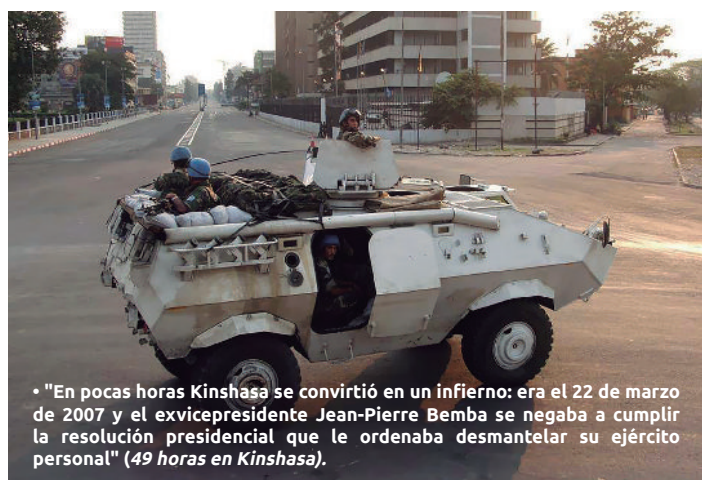 • "En pocas horas Kinshasa se convirtió en un infierno: era el 22 de marzo
de 2007 y el exvicepresidente Jean-Pierre Bemba se negaba a cumplir
la resolución presidencial que le ordenaba desmantelar su ejército
personal" (49 horas en Kinshasa).